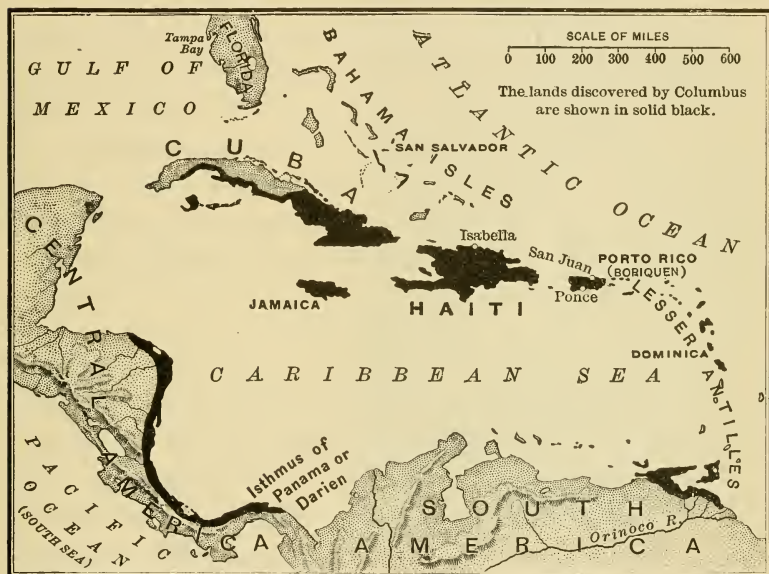 Tampa
Bay
FLORIDA
GULF OF
MEXICO
BAHAMA ISLES
ATLANTIC OCEAN
SCALE OF MILES
0 100 200 300 400 500 600
The lands discovered by Columbus
are shown in solid black.
CUBA
SAN SALVADOR
Isabella
San Juan
PORTO RICO
(BORIQUEN)
Ponce
JAMAICA
HAITI
LESSER ANTILLES
DOMINICA
CARIBBEAN SEA
CENTRAL AMERICA
PACIFIC
OCEAN
(SOUTH SEA)
Isthmus of
Panama or
Darien
SOUTH
AMERICA
Orinoco R.